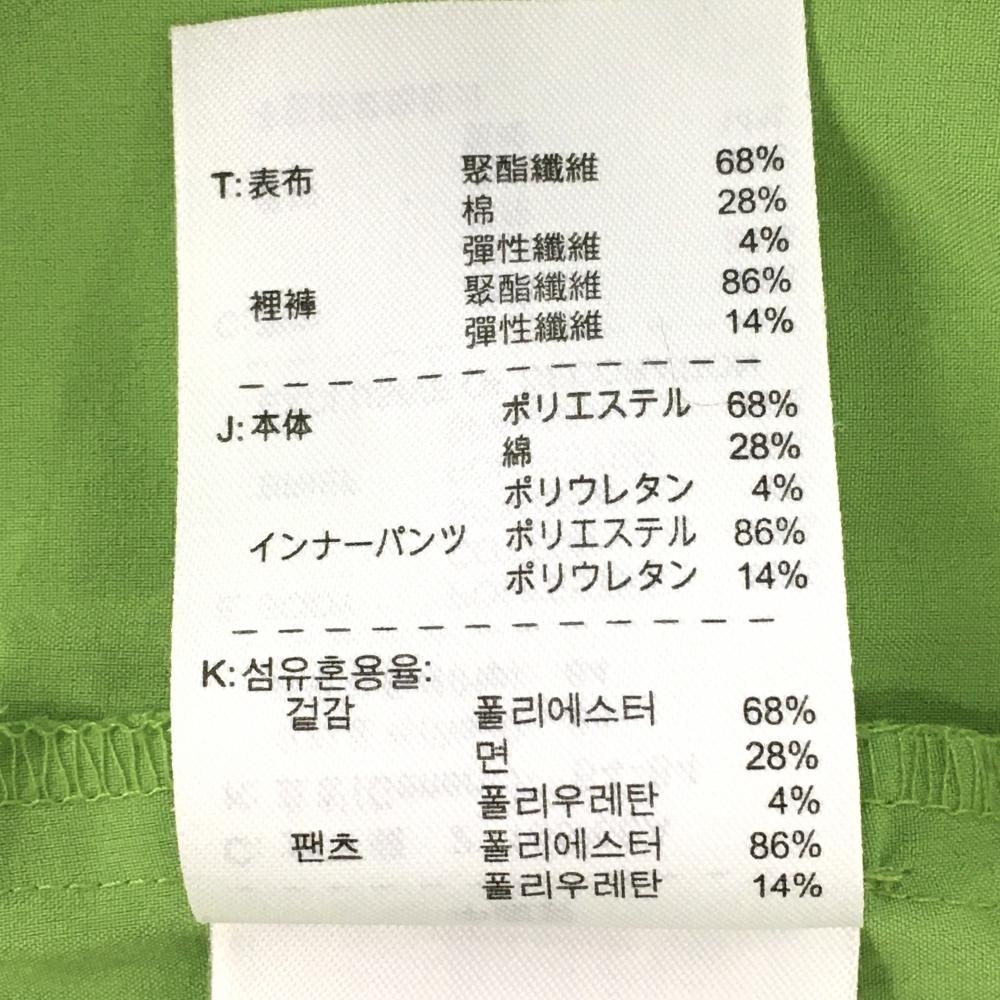 T: 表布 聚酯纖維 68%
棉 28%
彈性纖維 4%
裡褲 聚酯纖維 86%
彈性纖維 14%
J: 本体 ポリエステル 68%
綿 28%
ポリウレタン 4%
インナーパンツ ポリエステル 86%
ポリウレタン 14%
K: 섬유혼용율:
겉감 폴리에스터 68%
면 28%
폴리우레탄 4%
팬츠 폴리에스터 86%
폴리우레탄 14%